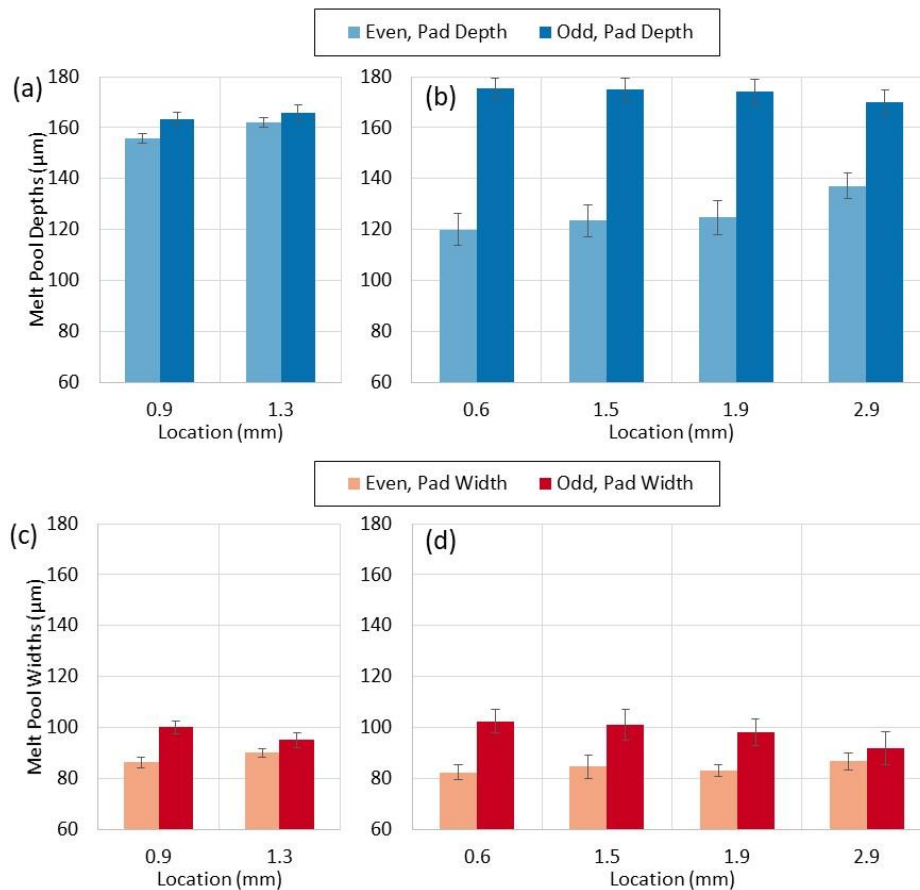 Even, Pad Depth Odd, Pad Depth
(a) (b)
180 180
160 160
140 140
120 120
100 100
80 80
60 60
Melt Pool Depths (µm)
0.9 1.3 0.6 1.5 1.9 2.9
Location (mm) Location (mm)
Even, Pad Width Odd, Pad Width
(c) (d)
180 180
160 160
140 140
120 120
100 100
80 80
60 60
Melt Pool Widths (µm)
0.9 1.3 0.6 1.5 1.9 2.9
Location (mm) Location (mm)